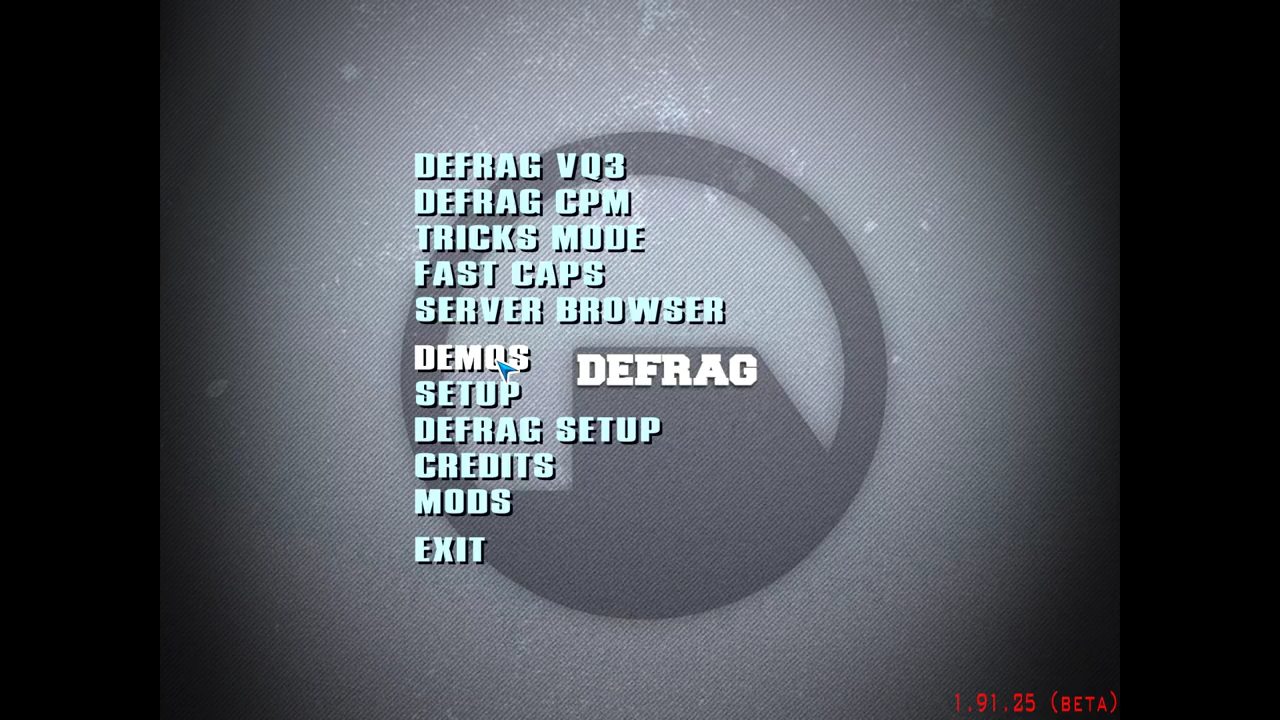 DEFRAG VQ3
DEFRAG CPM
TRICKS MODE
FAST CAPS
SERVER BROWSER
DEMOS
DEFRAG
SETUP
DEFRAG SETUP
CREDITS
MODS
EXIT
1.91.25 (BETA)